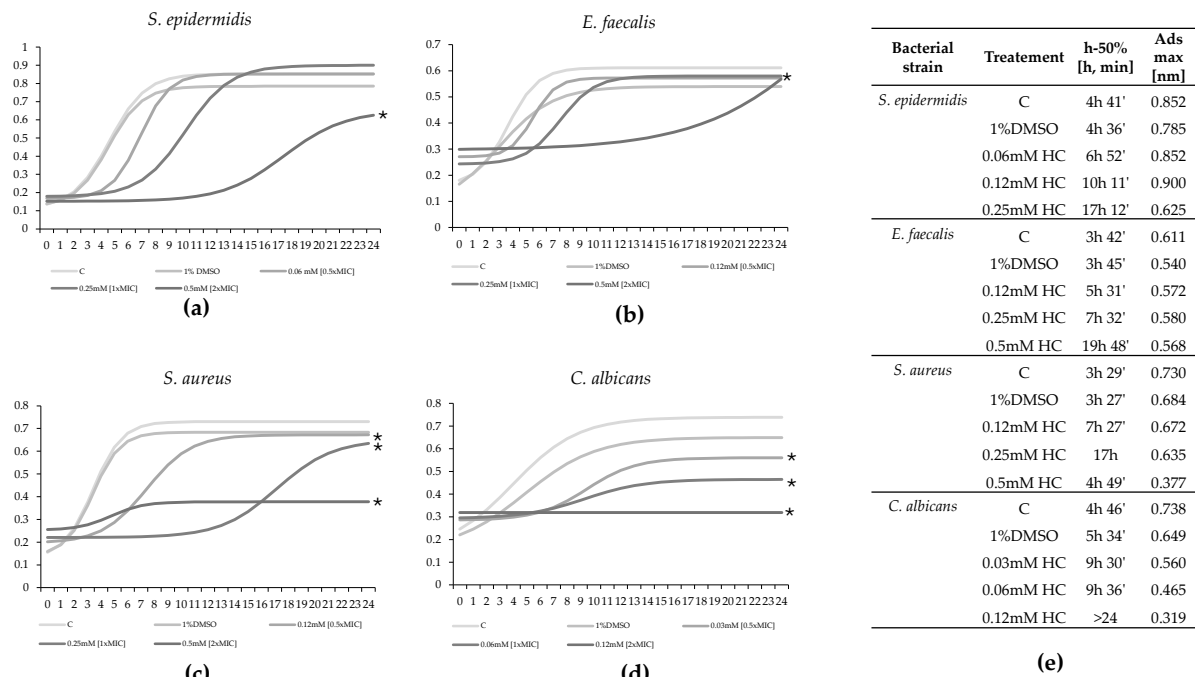 (a)
S. epidermidis
1
0.9
0.8
0.7
0.6
0.5
0.4
0.3
0.2
0.1
0
*
0 1 2 3 4 5 6 7 8 9 10 11 12 13 14 15 16 17 18 19 20 21 22 23 24
C 1% DMSO 0.06 mM [0.5xMIC]
0.25mM [1xMIC] 0.5mM [2xMIC]
(a)
b)
E. faecalis
0.7
0.6
0.5
0.4
0.3
0.2
0.1
0
*
0 1 2 3 4 5 6 7 8 9 10 11 12 13 14 15 16 17 18 19 20 21 22 23 24
C 1%DMSO 0.12mM [0.5xMIC]
0.25mM [1xMIC] 0.5mM [2xMIC]
(b)
S. aureus
0.8
0.7
0.6
0.5
0.4
0.3
0.2
0.1
0
*
*
*
0 1 2 3 4 5 6 7 8 9 10 11 12 13 14 15 16 17 18 19 20 21 22 23 24
C 1%DMSO 0.12mM [0.5xMIC]
0.25mM [1xMIC] 0.5mM [2xMIC]
(c)
C. albicans
0.8
0.7
0.6
0.5
0.4
0.3
0.2
0.1
0
*
*
*
0 1 2 3 4 5 6 7 8 9 10 11 12 13 14 15 16 17 18 19 20 21 22 23 24
C 1%DMSO 0.03mM [0.5xMIC]
0.06mM [1xMIC] 0.12mM [2xMIC]
(d)
e)
Bacterial strain Treatement h-50% [h, min] Ads max [nm]
S. epidermidis C 4h 41' 0.852
1%DMSO 4h 36' 0.785
0.06mM HC 6h 52' 0.852
0.12mM HC 10h 11' 0.900
0.25mM HC 17h 12' 0.625
E. faecalis C 3h 42' 0.611
1%DMSO 3h 45' 0.540
0.12mM HC 5h 31' 0.572
0.25mM HC 7h 32' 0.580
0.5mM HC 19h 48' 0.568
S. aureus C 3h 29' 0.730
1%DMSO 3h 27' 0.684
0.12mM HC 7h 27' 0.672
0.25mM HC 17h 0.635
0.5mM HC 4h 49' 0.377
C. albicans C 4h 46' 0.738
1%DMSO 5h 34' 0.649
0.03mM HC 9h 30' 0.560
0.06mM HC 9h 36' 0.465
0.12mM HC >24 0.319
(e)